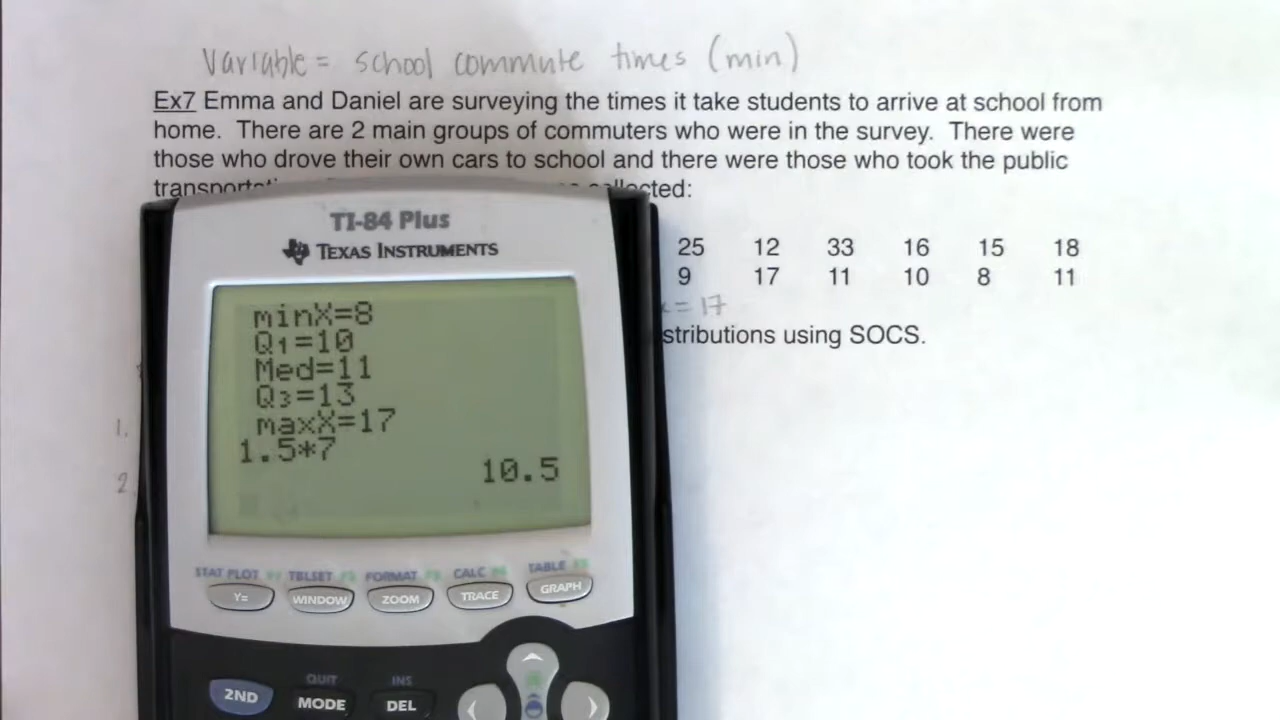 Variable = school commute times (min)
Ex7 Emma and Daniel are surveying the times it take students to arrive at school from
home. There are 2 main groups of commuters who were in the survey. There were
those who drove their own cars to school and there were those who took the public
25 12 33 16 15 18
9 17 11 10 8 11
= 17
using SOCS.
1.
2
TI-84 Plus
TEXAS INSTRUMENTS
minX=8
Q1=10
Med=11
Q3=13
maxX=17
1.5*7
10.5
STAT PLOT TBLSET FORMAT CALC TABLE
Y= WINDOW ZOOM TRACE GRAPH
QUIT INS
2ND MODE DEL